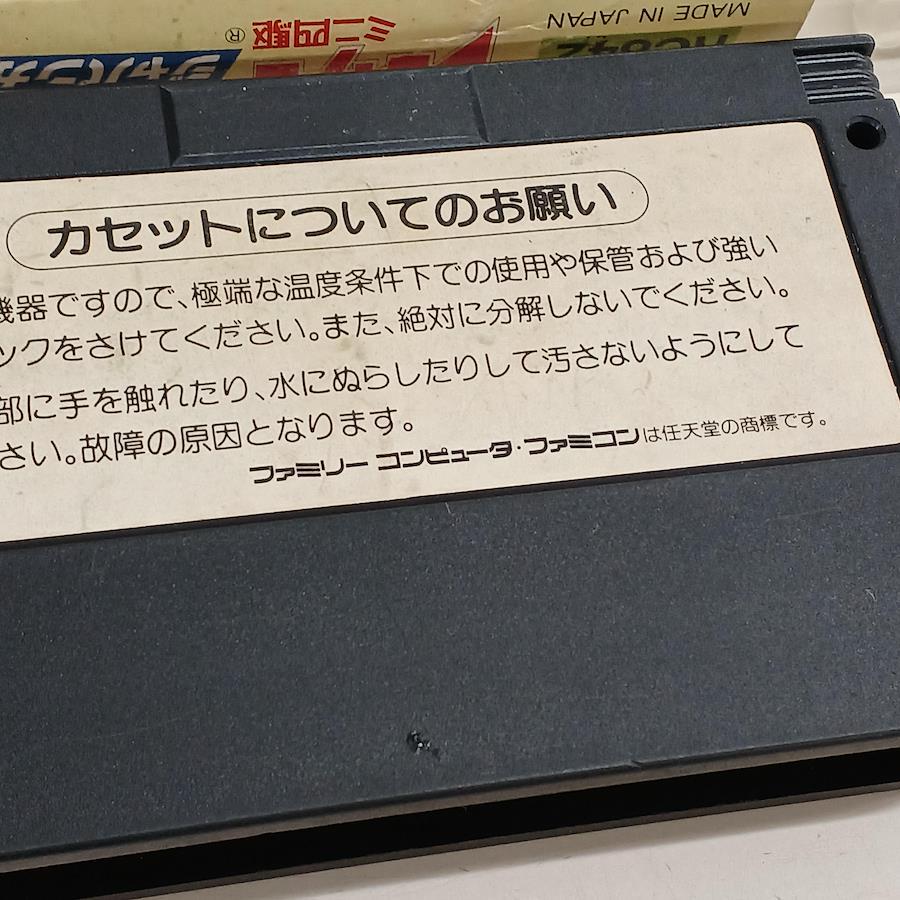 MADE IN JAPAN
ミニ四駆®
ジャパンカ
カセットについてのお願い
機器ですので、極端な温度条件下での使用や保管および強い
ックをさけてください。また、絶対に分解しないでください。
部に手を触れたり、水にぬらしたりして汚さないようにして
さい。故障の原因となります。
ファミリー コンピュータ・ファミコンは任天堂の商標です。